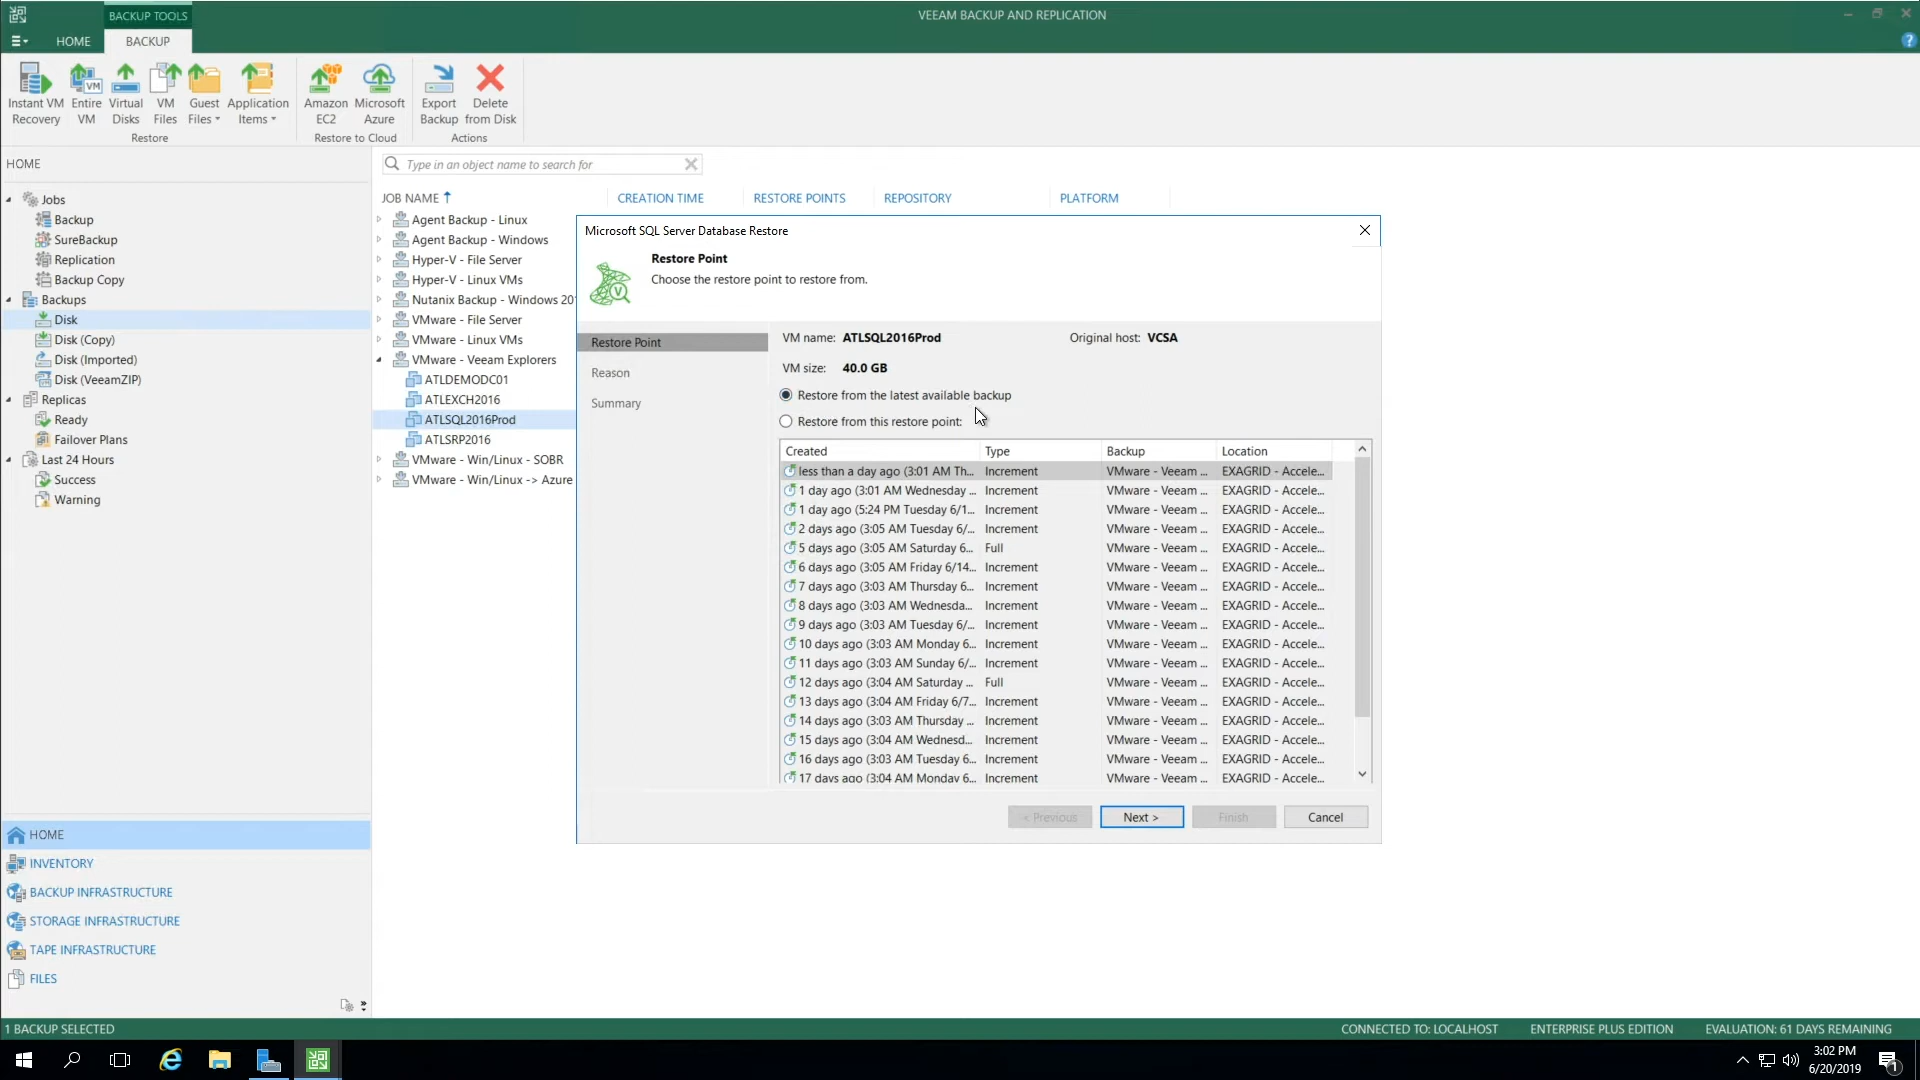 BACKUP TOOLS
VEEAM BACKUP AND REPLICATION
HOME
BACKUP
Instant VM Recovery
Entire VM
Virtual Disks
VM Files
Guest Files
Application Items
Restore
Amazon EC2
Microsoft Azure
Restore to Cloud
Export Backup
Delete from Disk
Actions
HOME
Jobs
Backup
SureBackup
Replication
Backup Copy
Backups
Disk
Disk (Copy)
Disk (Imported)
Disk (VeeamZIP)
Replicas
Ready
Failover Plans
Last 24 Hours
Success
Warning
HOME
INVENTORY
BACKUP INFRASTRUCTURE
STORAGE INFRASTRUCTURE
TAPE INFRASTRUCTURE
FILES
Type in an object name to search for
JOB NAME CREATION TIME RESTORE POINTS REPOSITORY PLATFORM
Agent Backup - Linux
Agent Backup - Windows
Hyper-V - File Server
Hyper-V - Linux VMs
Nutanix Backup - Windows 20
VMware - File Server
VMware - Linux VMs
VMware - Veeam Explorers
ATLDEMODC01
ATLEXCH2016
ATLSQL2016Prod
ATLSRP2016
VMware - Win/Linux - SOBR
VMware - Win/Linux -> Azure
Microsoft SQL Server Database Restore
Restore Point
Choose the restore point to restore from.
Restore Point
Reason
Summary
VM name: ATLSQL2016Prod Original host: VCSA
VM size: 40.0 GB
Restore from the latest available backup
Restore from this restore point:
Created Type Backup Location
less than a day ago (3:01 AM Th... Increment VMware - Veeam ... EXAGRID - Accele...
1 day ago (3:01 AM Wednesday ... Increment VMware - Veeam ... EXAGRID - Accele...
1 day ago (5:24 PM Tuesday 6/1... Increment VMware - Veeam ... EXAGRID - Accele...
2 days ago (3:05 AM Tuesday 6/... Increment VMware - Veeam ... EXAGRID - Accele...
5 days ago (3:05 AM Saturday 6... Full VMware - Veeam ... EXAGRID - Accele...
6 days ago (3:05 AM Friday 6/14... Increment VMware - Veeam ... EXAGRID - Accele...
7 days ago (3:03 AM Thursday 6... Increment VMware - Veeam ... EXAGRID - Accele...
8 days ago (3:03 AM Wednesda... Increment VMware - Veeam ... EXAGRID - Accele...
9 days ago (3:03 AM Tuesday 6/... Increment VMware - Veeam ... EXAGRID - Accele...
10 days ago (3:03 AM Monday 6... Increment VMware - Veeam ... EXAGRID - Accele...
11 days ago (3:03 AM Sunday 6/... Increment VMware - Veeam ... EXAGRID - Accele...
12 days ago (3:04 AM Saturday ... Full VMware - Veeam ... EXAGRID - Accele...
13 days ago (3:04 AM Friday 6/7... Increment VMware - Veeam ... EXAGRID - Accele...
14 days ago (3:03 AM Thursday ... Increment VMware - Veeam ... EXAGRID - Accele...
15 days ago (3:04 AM Wednesd... Increment VMware - Veeam ... EXAGRID - Accele...
16 days ago (3:03 AM Tuesday 6... Increment VMware - Veeam ... EXAGRID - Accele...
17 days ago (3:04 AM Monday 6... Increment VMware - Veeam ... EXAGRID - Accele...
< Previous Next > Finish Cancel
1 BACKUP SELECTED
CONNECTED TO: LOCALHOST ENTERPRISE PLUS EDITION EVALUATION: 61 DAYS REMAINING
3:02 PM
6/20/2019
1